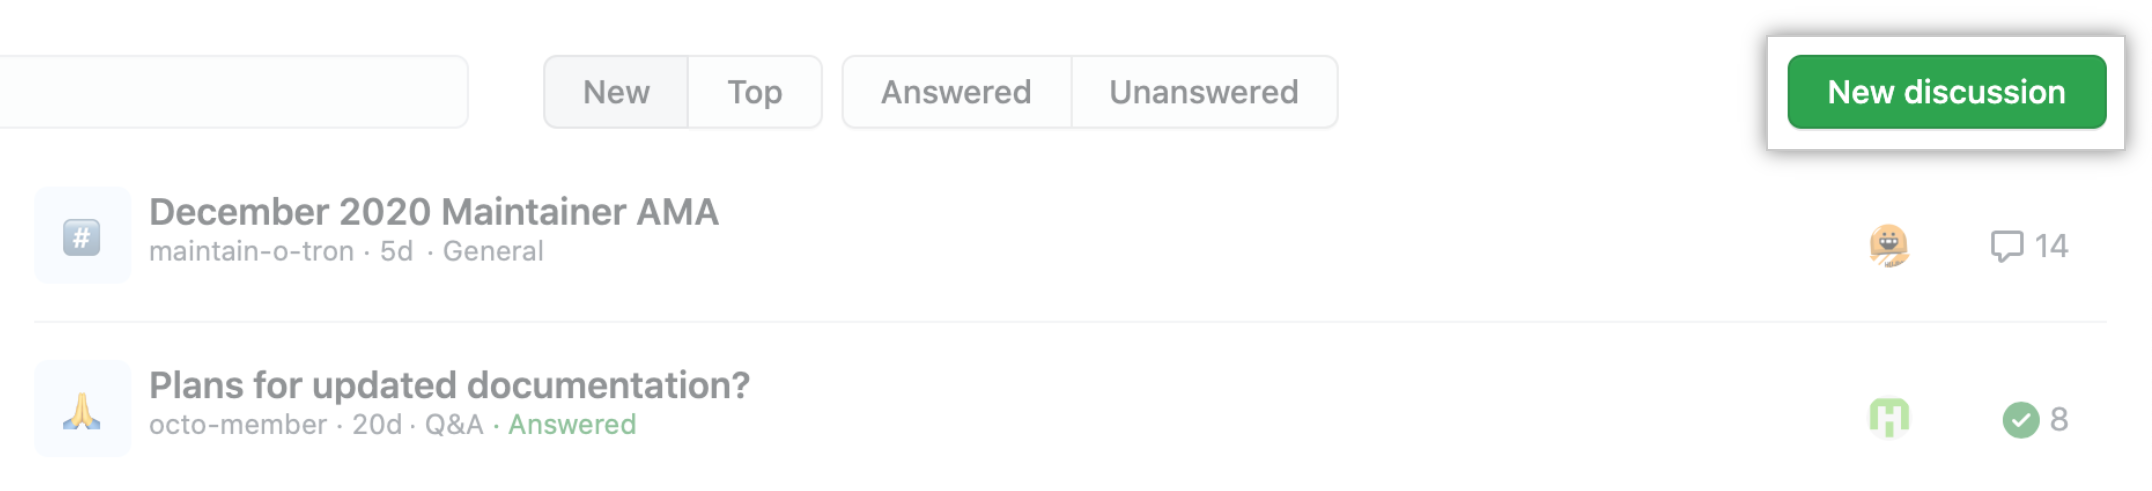 New Top Answered Unanswered New discussion
# December 2020 Maintainer AMA
maintain-o-tron · 5d · General
14
Plans for updated documentation?
octo-member · 20d · Q&A · Answered
8